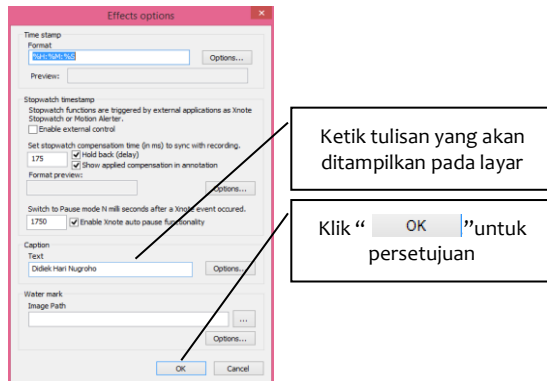 Effects options
Time stamp
Format
%H:%M:%S
Options...
Preview:
Stopwatch timestamp
Stopwatch functions are triggered by external applications as Xnote
Stopwatch or Motion Alerter.
Enable external control
Set stopwatch compensation time (in ms) to sync with recording.
175
Hold back (delay)
Show applied compensation in annotation
Format preview:
Options...
Switch to Pause mode N mili seconds after a Xnote event occured.
1750
Enable Xnote auto pause functionality
Caption
Text
Didiek Hari Nugroho
Options...
Water mark
Image Path
...
Options...
OK
Cancel
Ketik tulisan yang akan
ditampilkan pada layar
Klik “ OK ”untuk
persetujuan